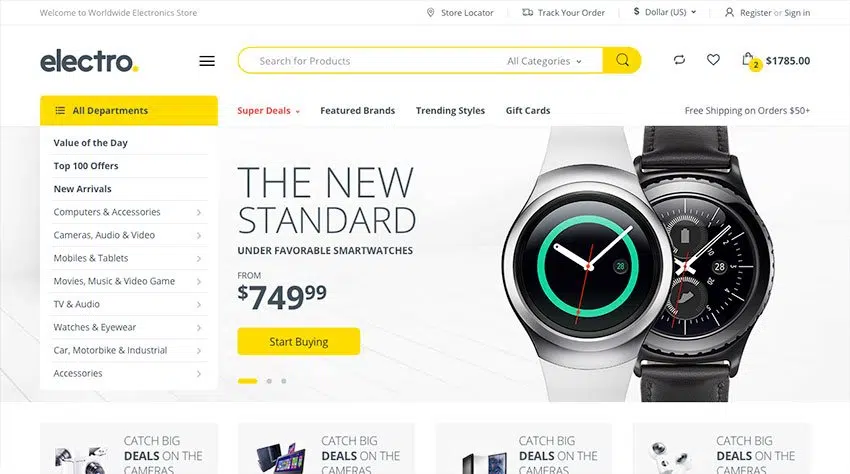 Welcome to Worldwide Electronics Store
Store Locator
Track Your Order
$ Dollar (US)
Register or Sign in
electro.
Search for Products
All Categories
2
$1785.00
All Departments
Super Deals
Featured Brands
Trending Styles
Gift Cards
Free Shipping on Orders $50+
Value of the Day
Top 100 Offers
New Arrivals
Computers & Accessories
Cameras, Audio & Video
Mobiles & Tablets
Movies, Music & Video Game
TV & Audio
Watches & Eyewear
Car, Motorbike & Industrial
Accessories
THE NEW
STANDARD
UNDER FAVORABLE SMARTWATCHES
FROM
$74999
Start Buying
28
28
CATCH BIG
DEALS ON THE
CAMERAS
CATCH BIG
DEALS ON THE
CAMERAS
CATCH BIG
DEALS ON THE
CAMERAS
CATCH BIG
DEALS ON THE
CAMERAS